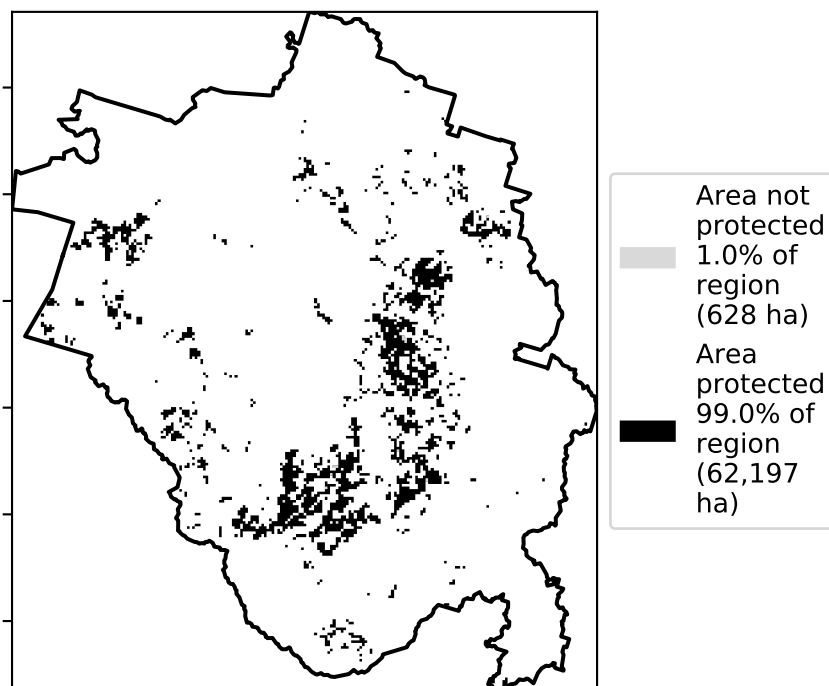 Area not
protected
1.0% of
region
(628 ha)
Area
protected
99.0% of
region
(62,197
ha)